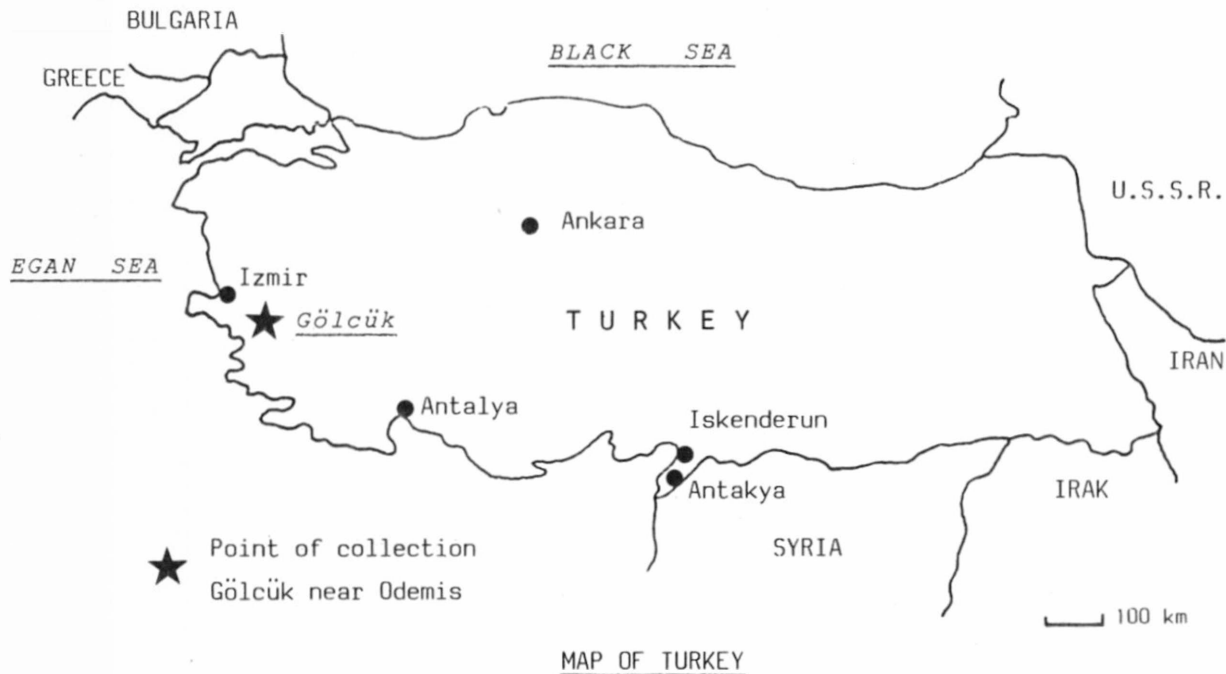 BULGARIA
BLACK SEA
GREECE
U.S.S.R.
Ankara
EGAN SEA
Izmir
Gölcük
TURKEY
IRAN
Antalya
Iskenderun
Antakya
IRAK
SYRIA
Point of collection
Gölcük near Odemis
100 km
MAP OF TURKEY